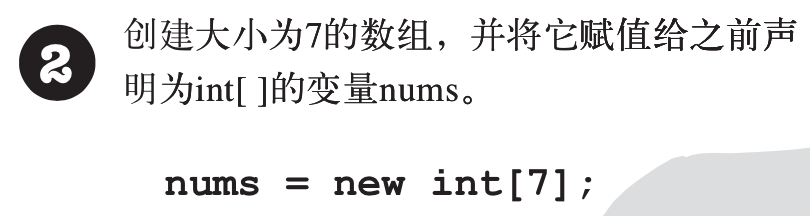 2
创建大小为7的数组，并将它赋值给之前声
明为int[ ]的变量nums。
nums = new int[7];